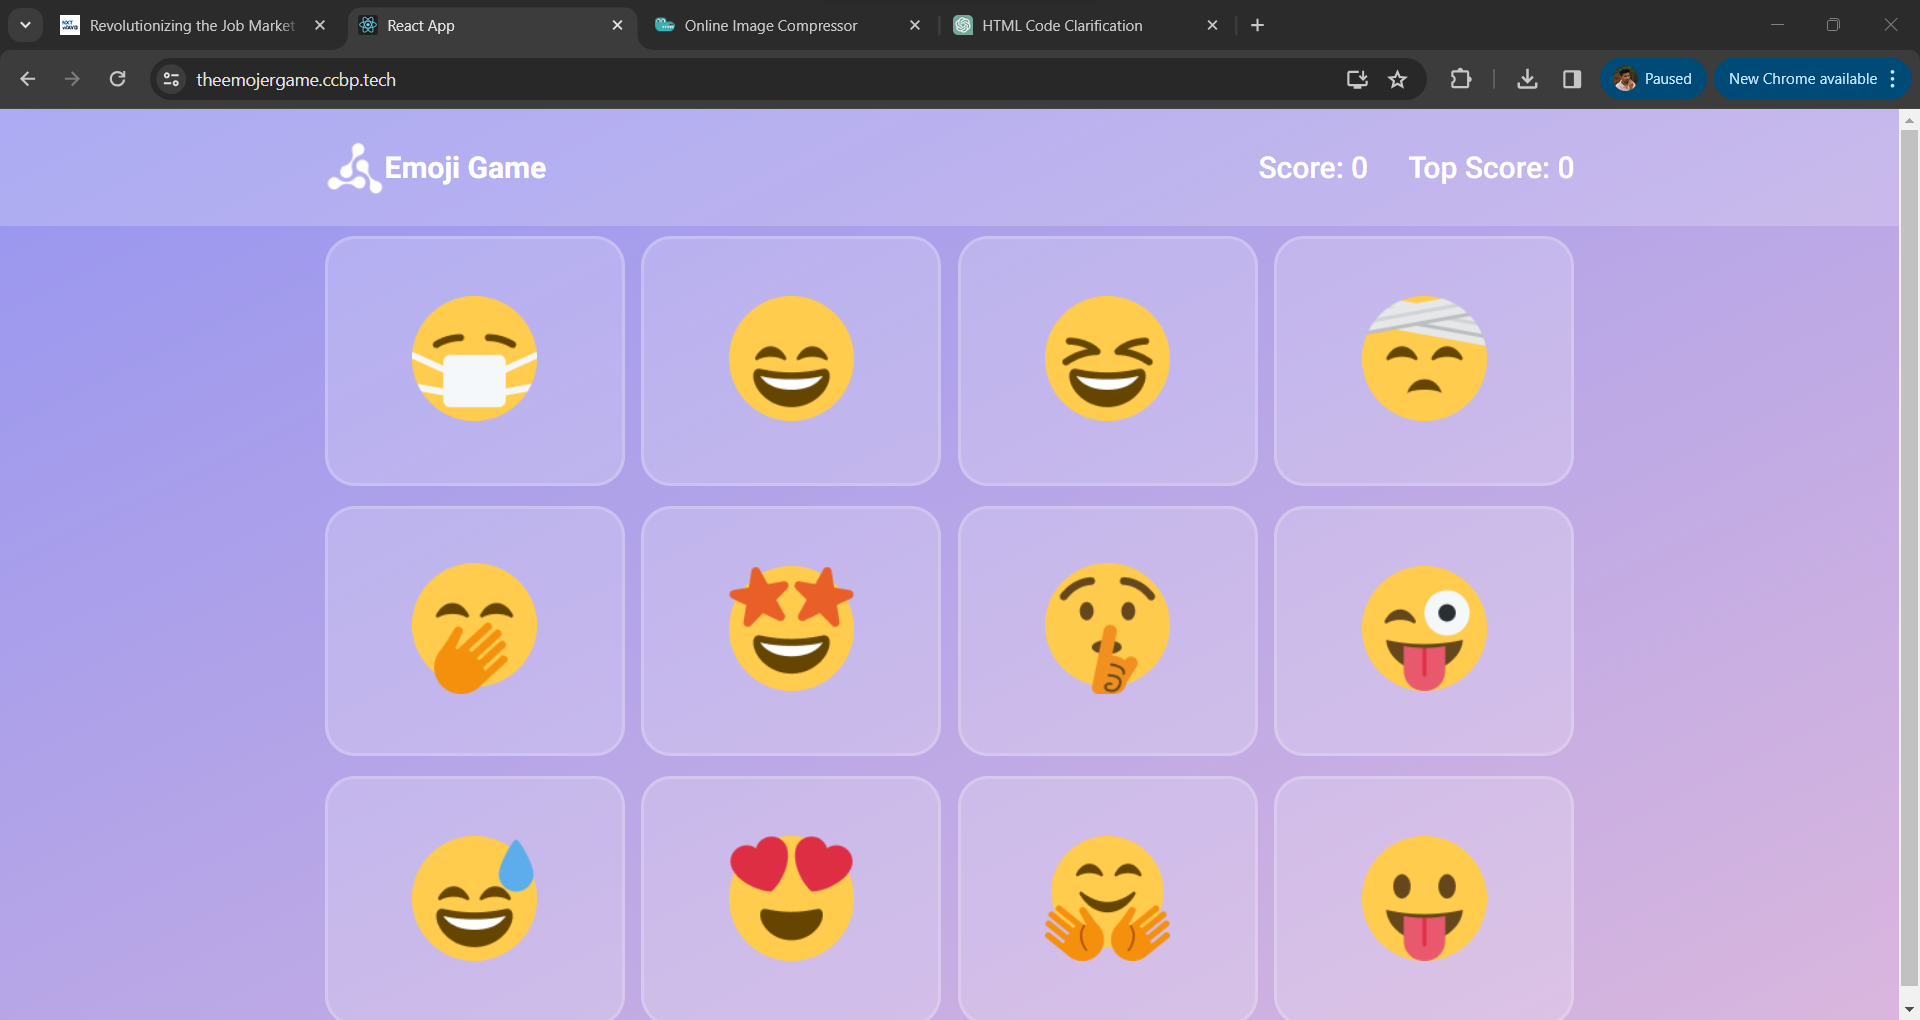 Revolutionizing the Job Market
React App
Online Image Compressor
HTML Code Clarification
theemojergame.ccbp.tech
Paused
New Chrome available
Emoji Game
Score: 0
Top Score: 0